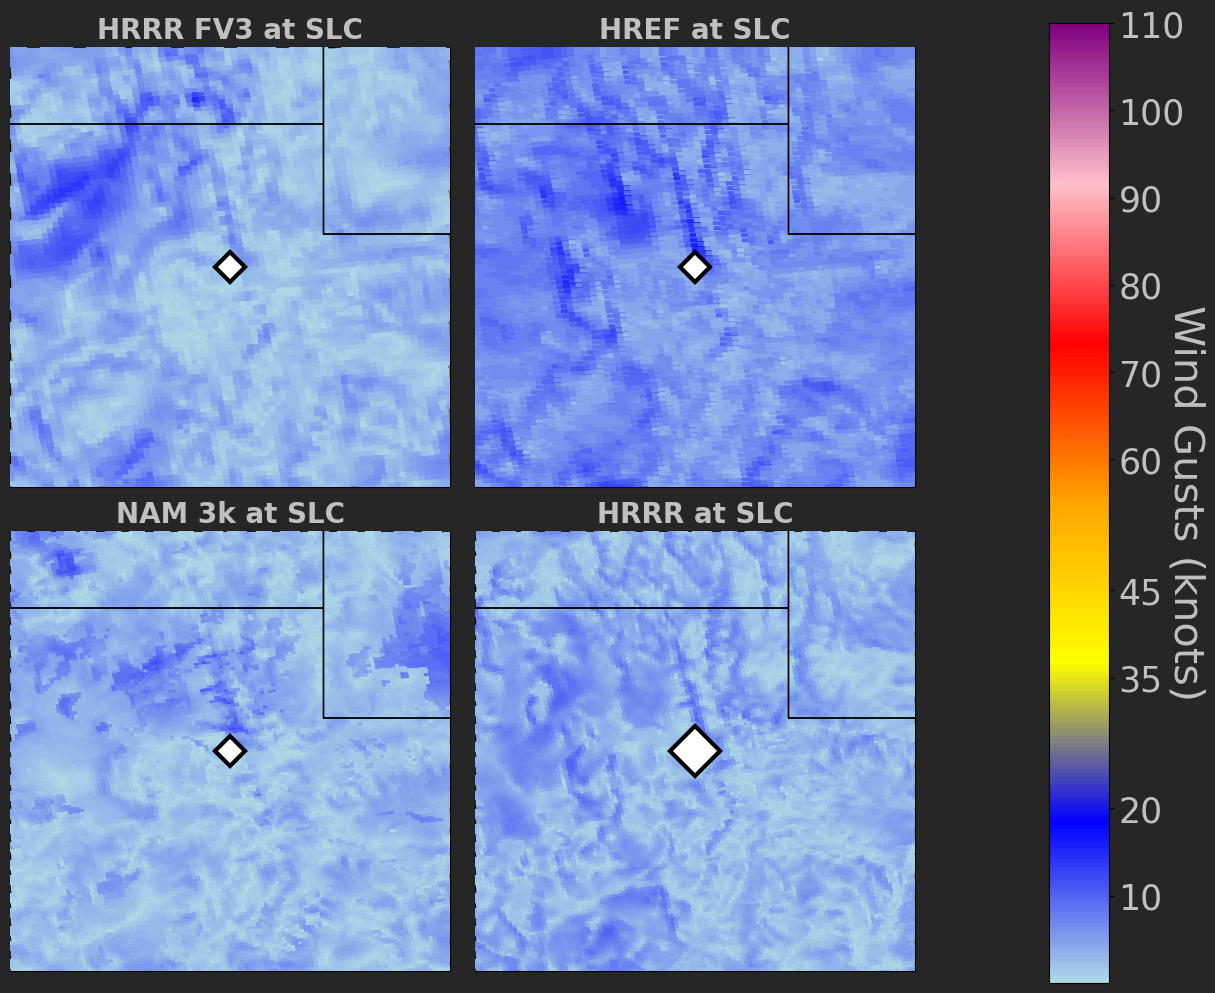 HRRR FV3 at SLC
HREF at SLC
NAM 3k at SLC
HRRR at SLC
110
100
90
80
70
60
45
35
20
10
Wind Gusts (knots)